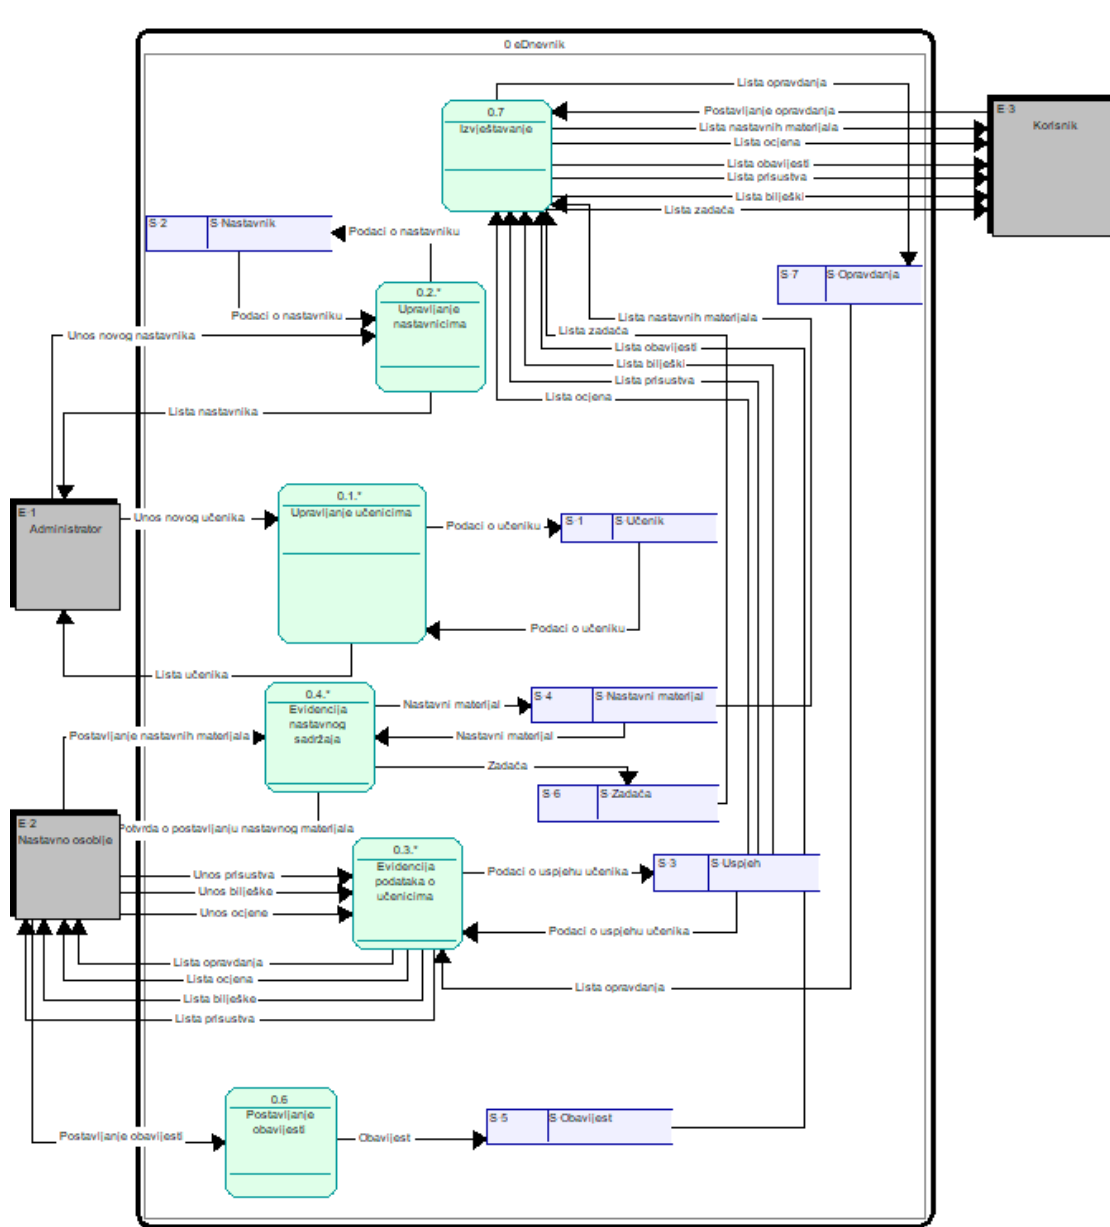 0 eDnevnik
Lista opravdanja
0.7
Izvještavanje
Postavljanje opravdanja
Lista nastavnih materijala
Lista ocjena
Lista obavijesti
Lista prisustva
Lista bilješki
Lista zadaća
E 3
Korisnik
S 2
S Nastavnik
Podaci o nastavniku
S 7
S Opravdanja
0.2.*
Upravljanje
nastavnicima
Podaci o nastavniku
Unos novog nastavnika
Lista nastavnih materijala
Lista zadaća
Lista obavijesti
Lista bilješki
Lista prisustva
Lista ocjena
Lista nastavnika
E 1
Administrator
Unos novog učenika
0.1.*
Upravljanje učenicima
Podaci o učeniku
S 1
S Učenik
Podaci o učeniku
Lista učenika
0.4.*
Evidencija
nastavnog
sadržaja
Nastavni materijal
S 4
S Nastavni materijal
Postavljanje nastavnih materijala
Nastavni materijal
Zadaća
S 6
S Zadaća
E 2
Nastavno osoblje
Potvrda o postavljanju nastavnog materijala
0.3.*
Evidencija
podataka o
učenicima
Unos prisustva
Unos bilješke
Unos ocjene
Podaci o uspjehu učenika
S 3
S Uspjeh
Podaci o uspjehu učenika
Lista opravdanja
Lista ocjena
Lista bilješke
Lista prisustva
Lista opravdanja
0.6
Postavljanje
obavijesti
Postavljanje obavijesti
Obavijest
S 5
S Obavijest